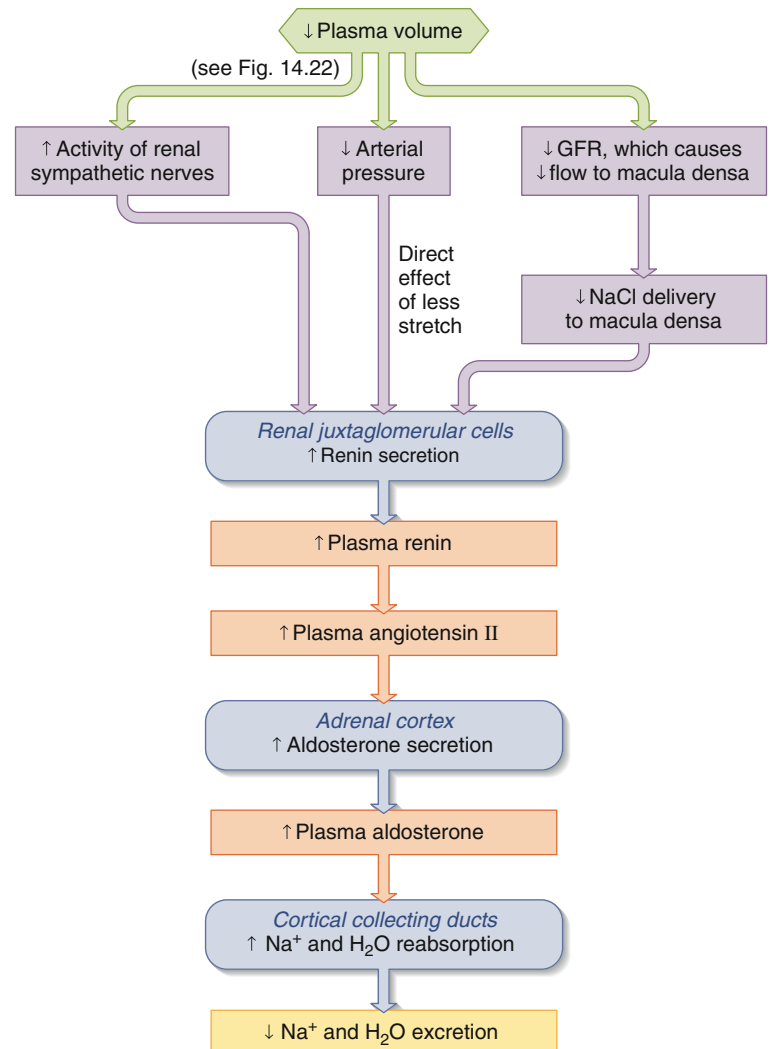 ↓ Plasma volume
(see Fig. 14.22)
↑ Activity of renal
sympathetic nerves
↓ Arterial
pressure
↓ GFR, which causes
↓ flow to macula densa
Direct
effect
of less
stretch
↓ NaCl delivery
to macula densa
Renal juxtaglomerular cells
↑ Renin secretion
↑ Plasma renin
↑ Plasma angiotensin II
Adrenal cortex
↑ Aldosterone secretion
↑ Plasma aldosterone
Cortical collecting ducts
↑ Na⁺ and H₂O reabsorption
↓ Na⁺ and H₂O excretion